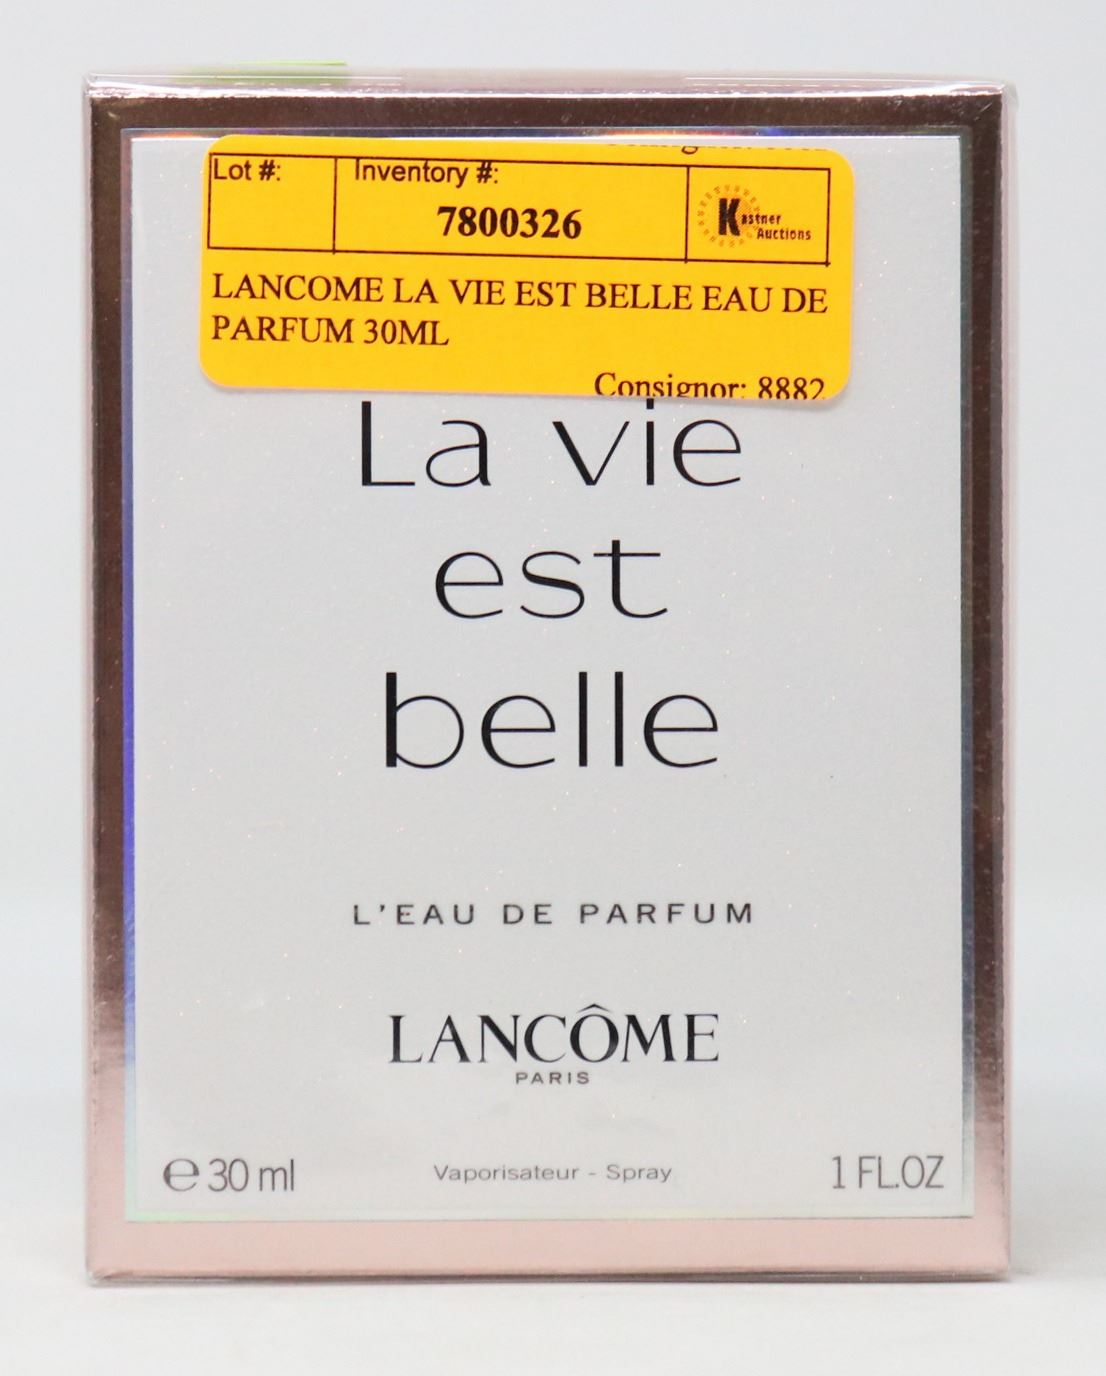 Lot #:
Inventory #:
7800326
Kastner
Auctions
LANCOME LA VIE EST BELLE EAU DE
PARFUM 30ML
Consignor: 8882
La vie
est
belle
L'EAU DE PARFUM
LANCÔME
PARIS
℮ 30 ml
Vaporisateur - Spray
1 FL.OZ